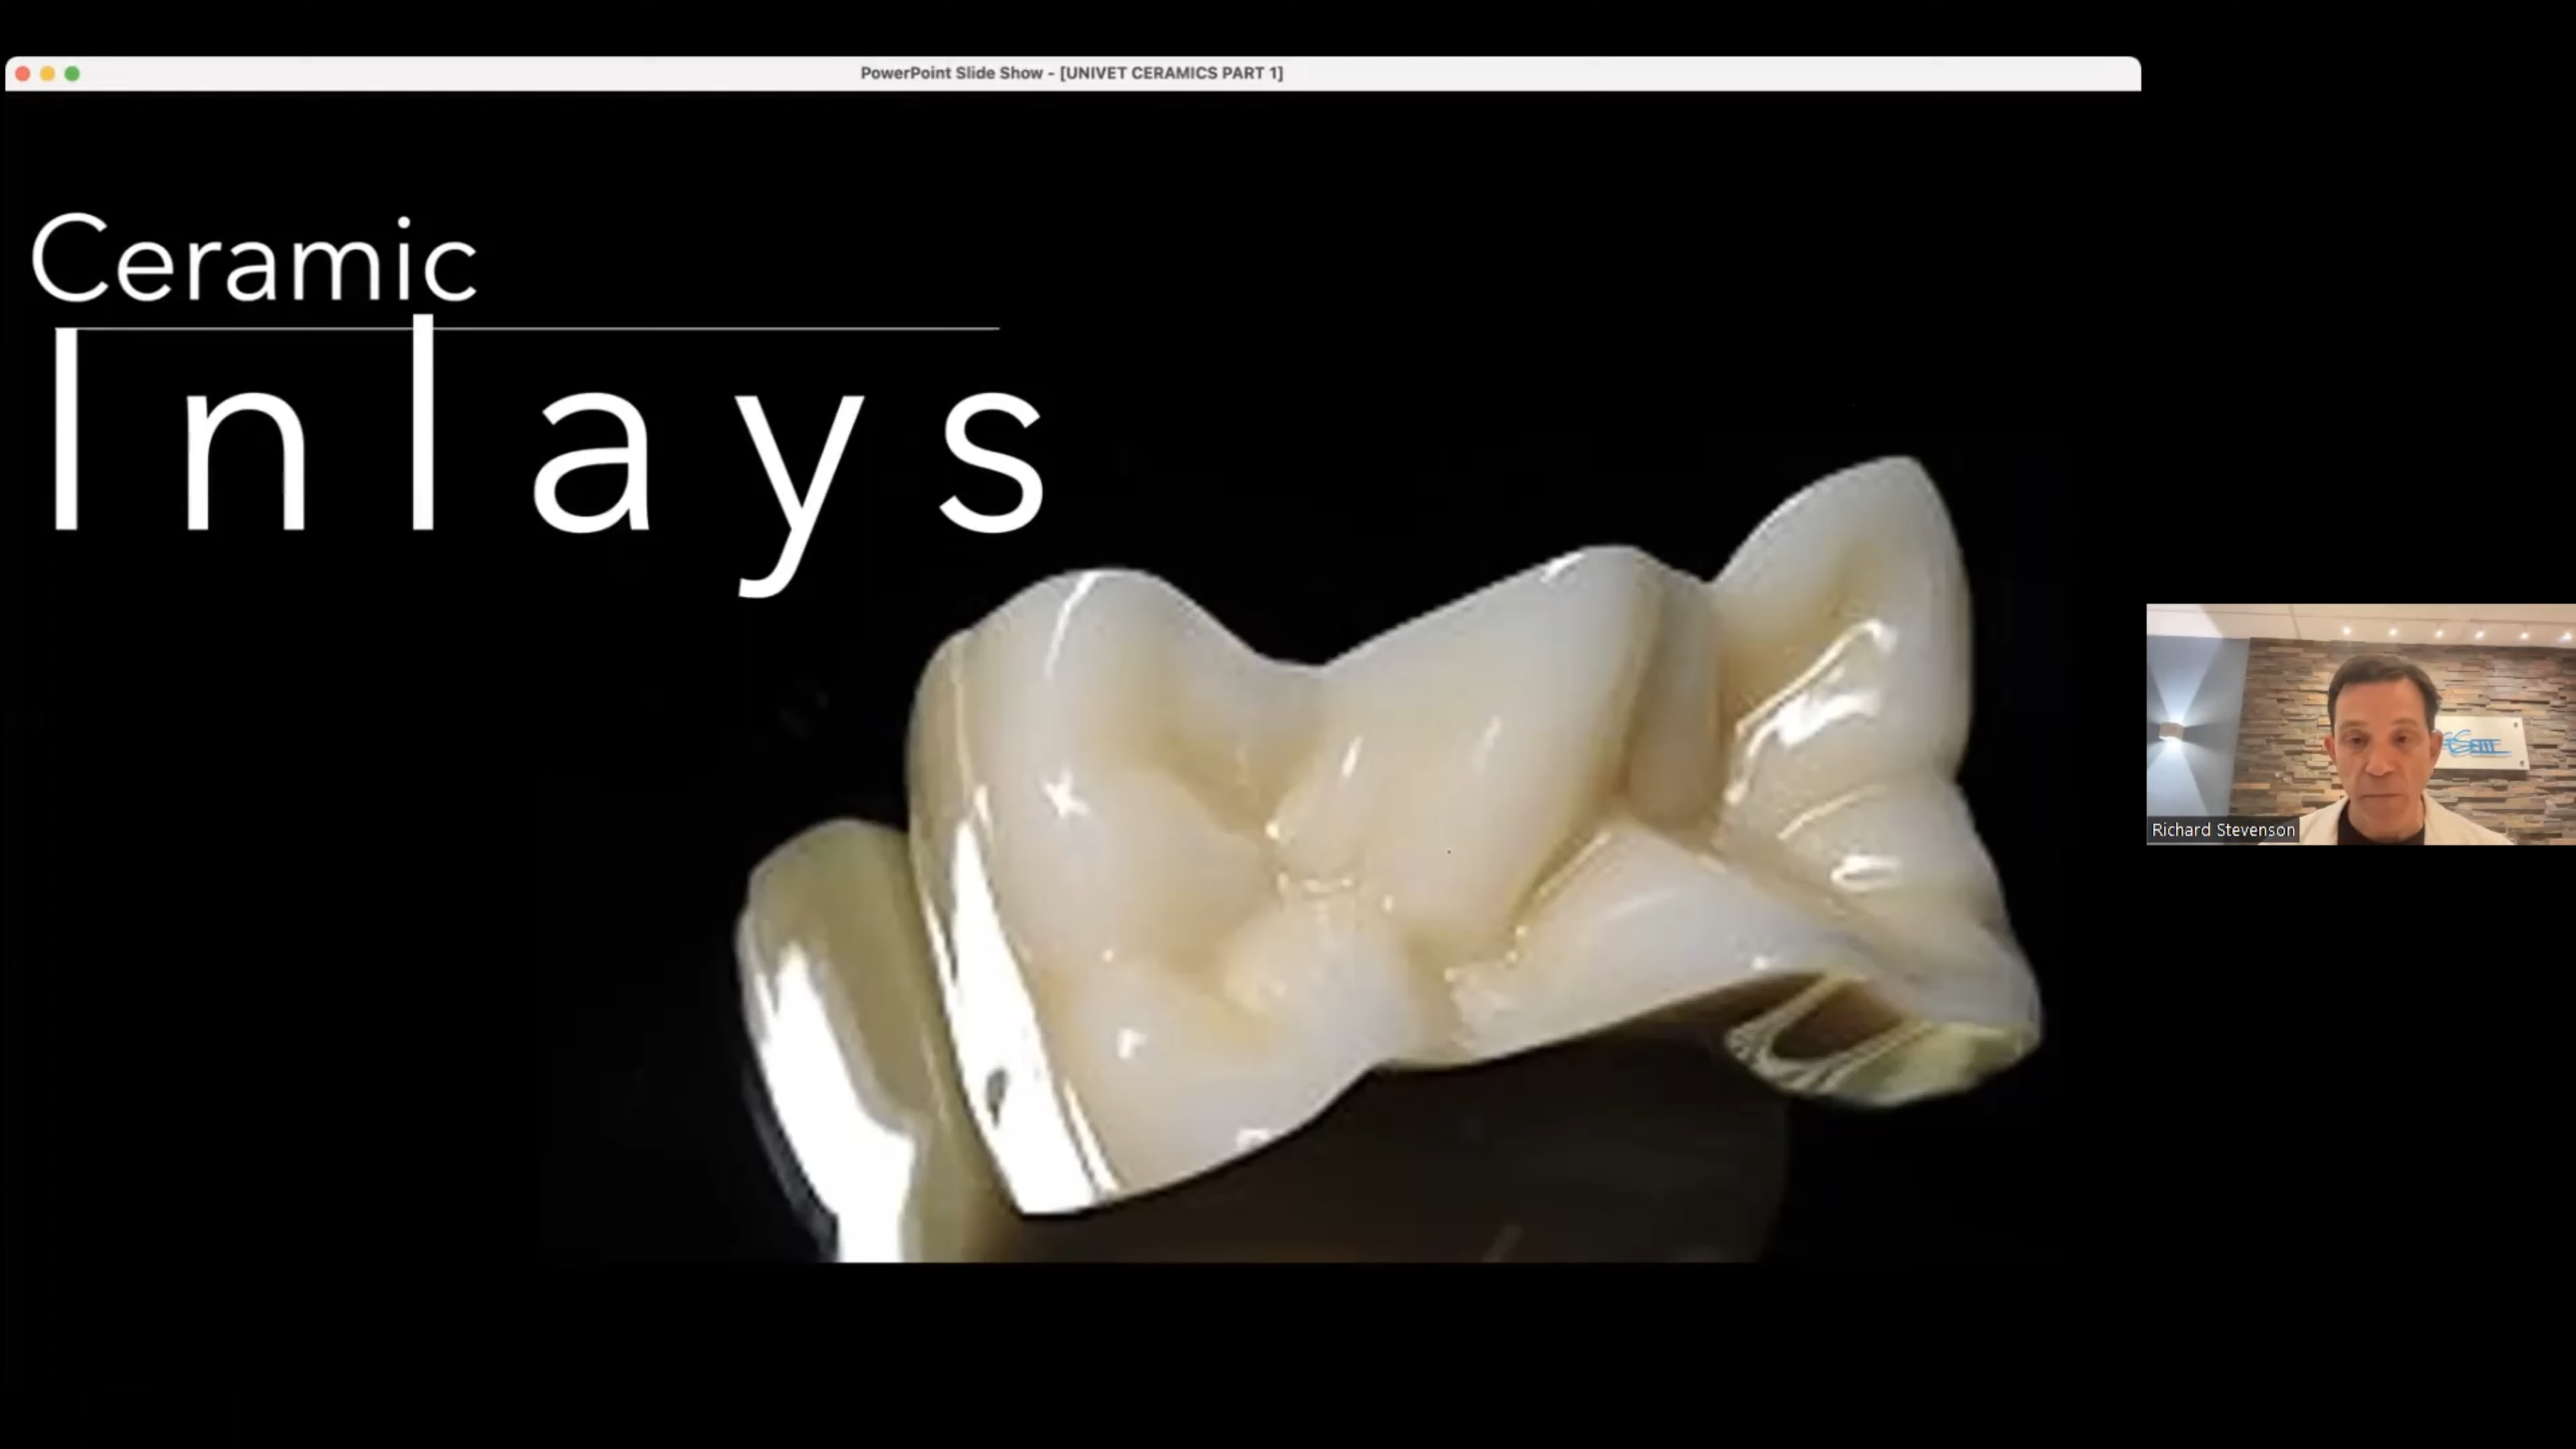 PowerPoint Slide Show - [UNIVET CERAMICS PART 1]
Ceramic
Inlays
Richard Stevenson